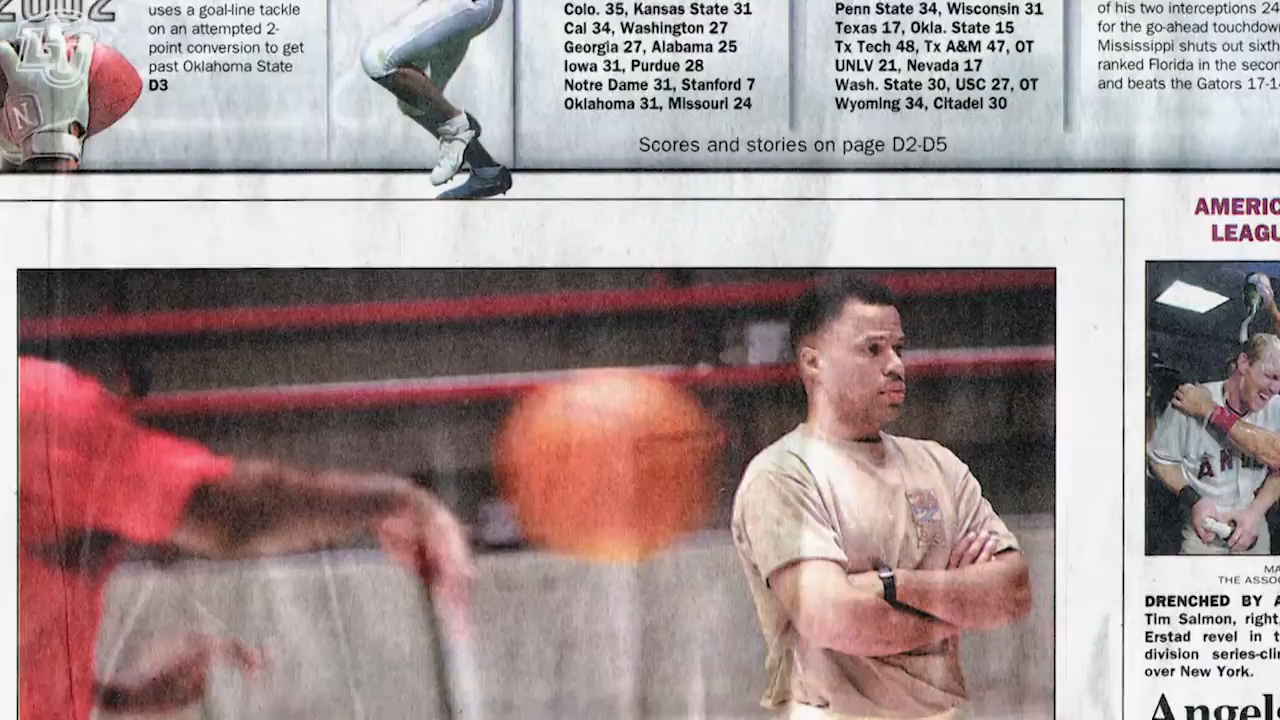 2002
LU
N
uses a goal-line tackle
on an attempted 2-
point conversion to get
past Oklahoma State
D3
Colo. 35, Kansas State 31
Cal 34, Washington 27
Georgia 27, Alabama 25
Iowa 31, Purdue 28
Notre Dame 31, Stanford 7
Oklahoma 31, Missouri 24
Penn State 34, Wisconsin 31
Texas 17, Okla. State 15
Tx Tech 48, Tx A&M 47, OT
UNLV 21, Nevada 17
Wash. State 30, USC 27, OT
Wyoming 34, Citadel 30
Scores and stories on page D2-D5
of his two interceptions 24
for the go-ahead touchdow
Mississippi shuts out sixth
ranked Florida in the secon
and beats the Gators 17-1
AMERIC
LEAGU
MA
THE ASSO
DRENCHED BY A
Tim Salmon, right,
Erstad revel in t
division series-cli
over New York.
Angels